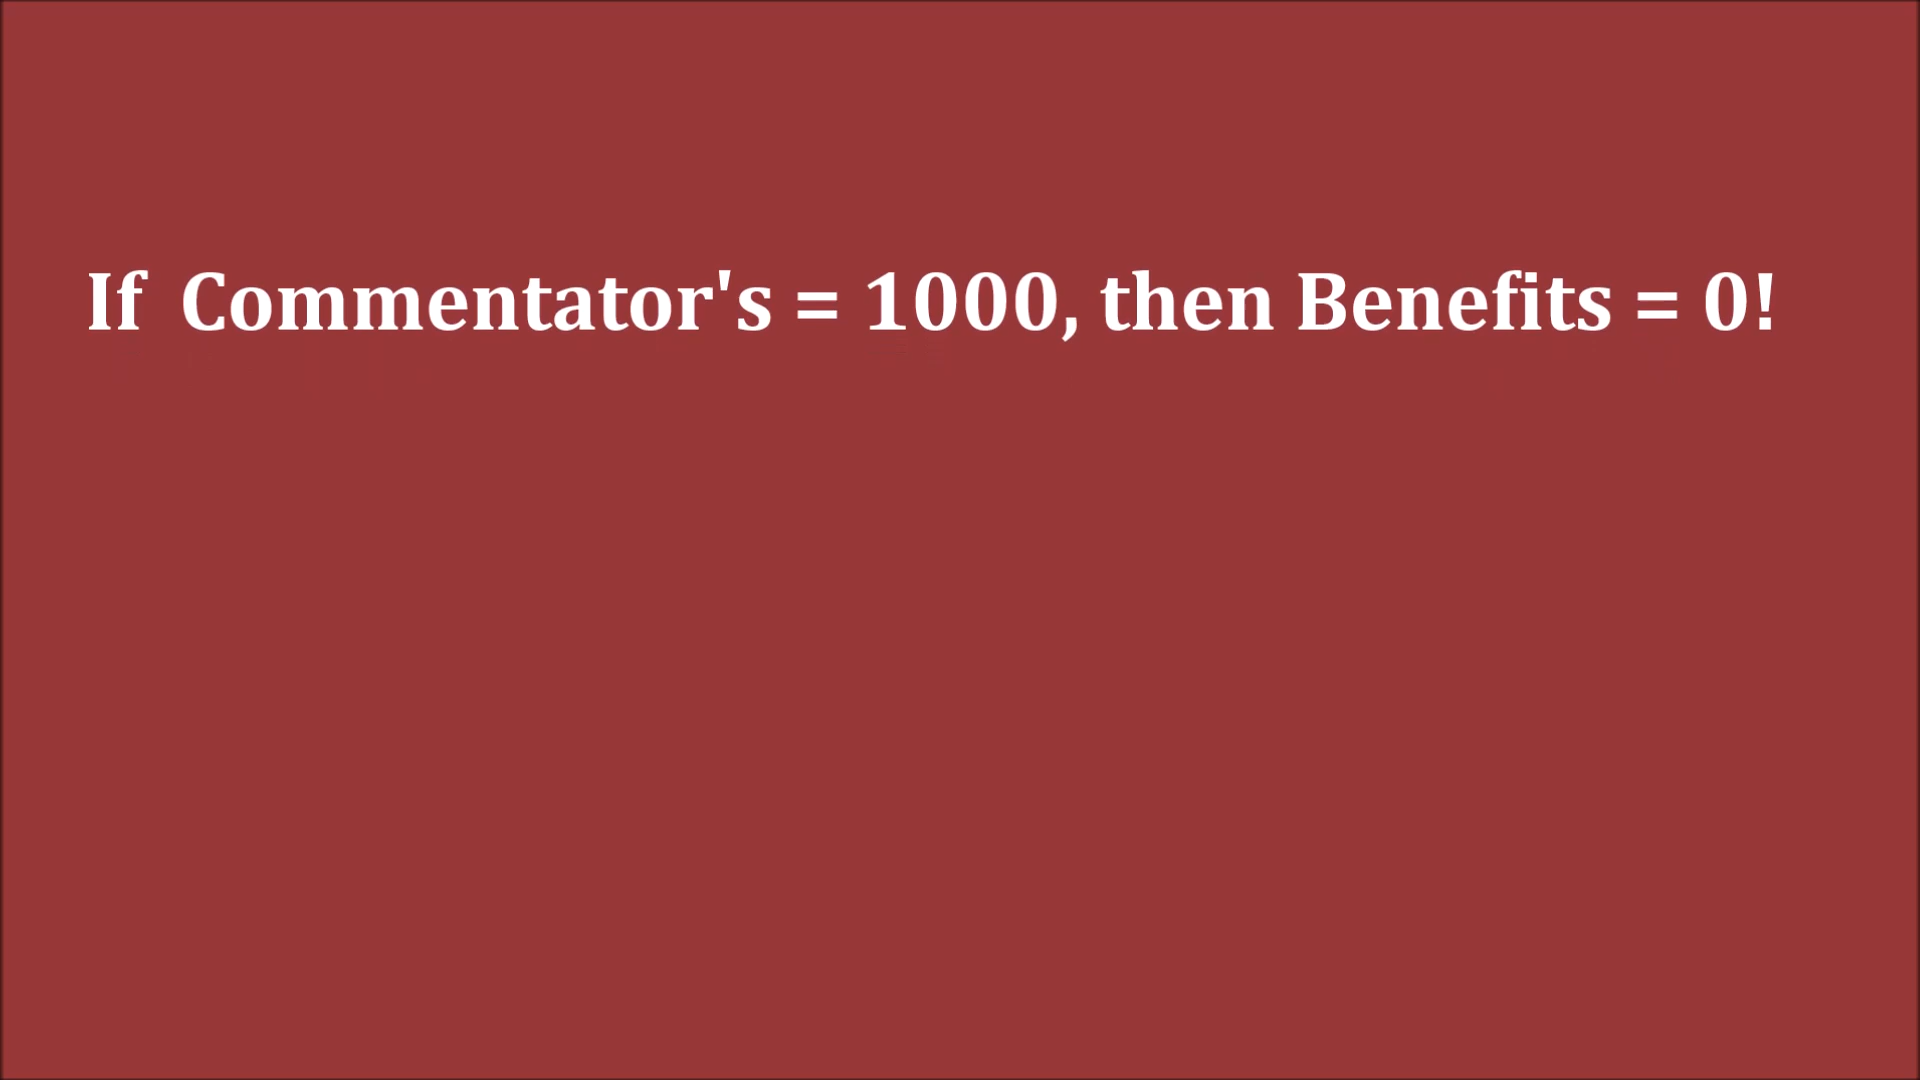 If  Commentator's = 1000, then Benefits = 0!